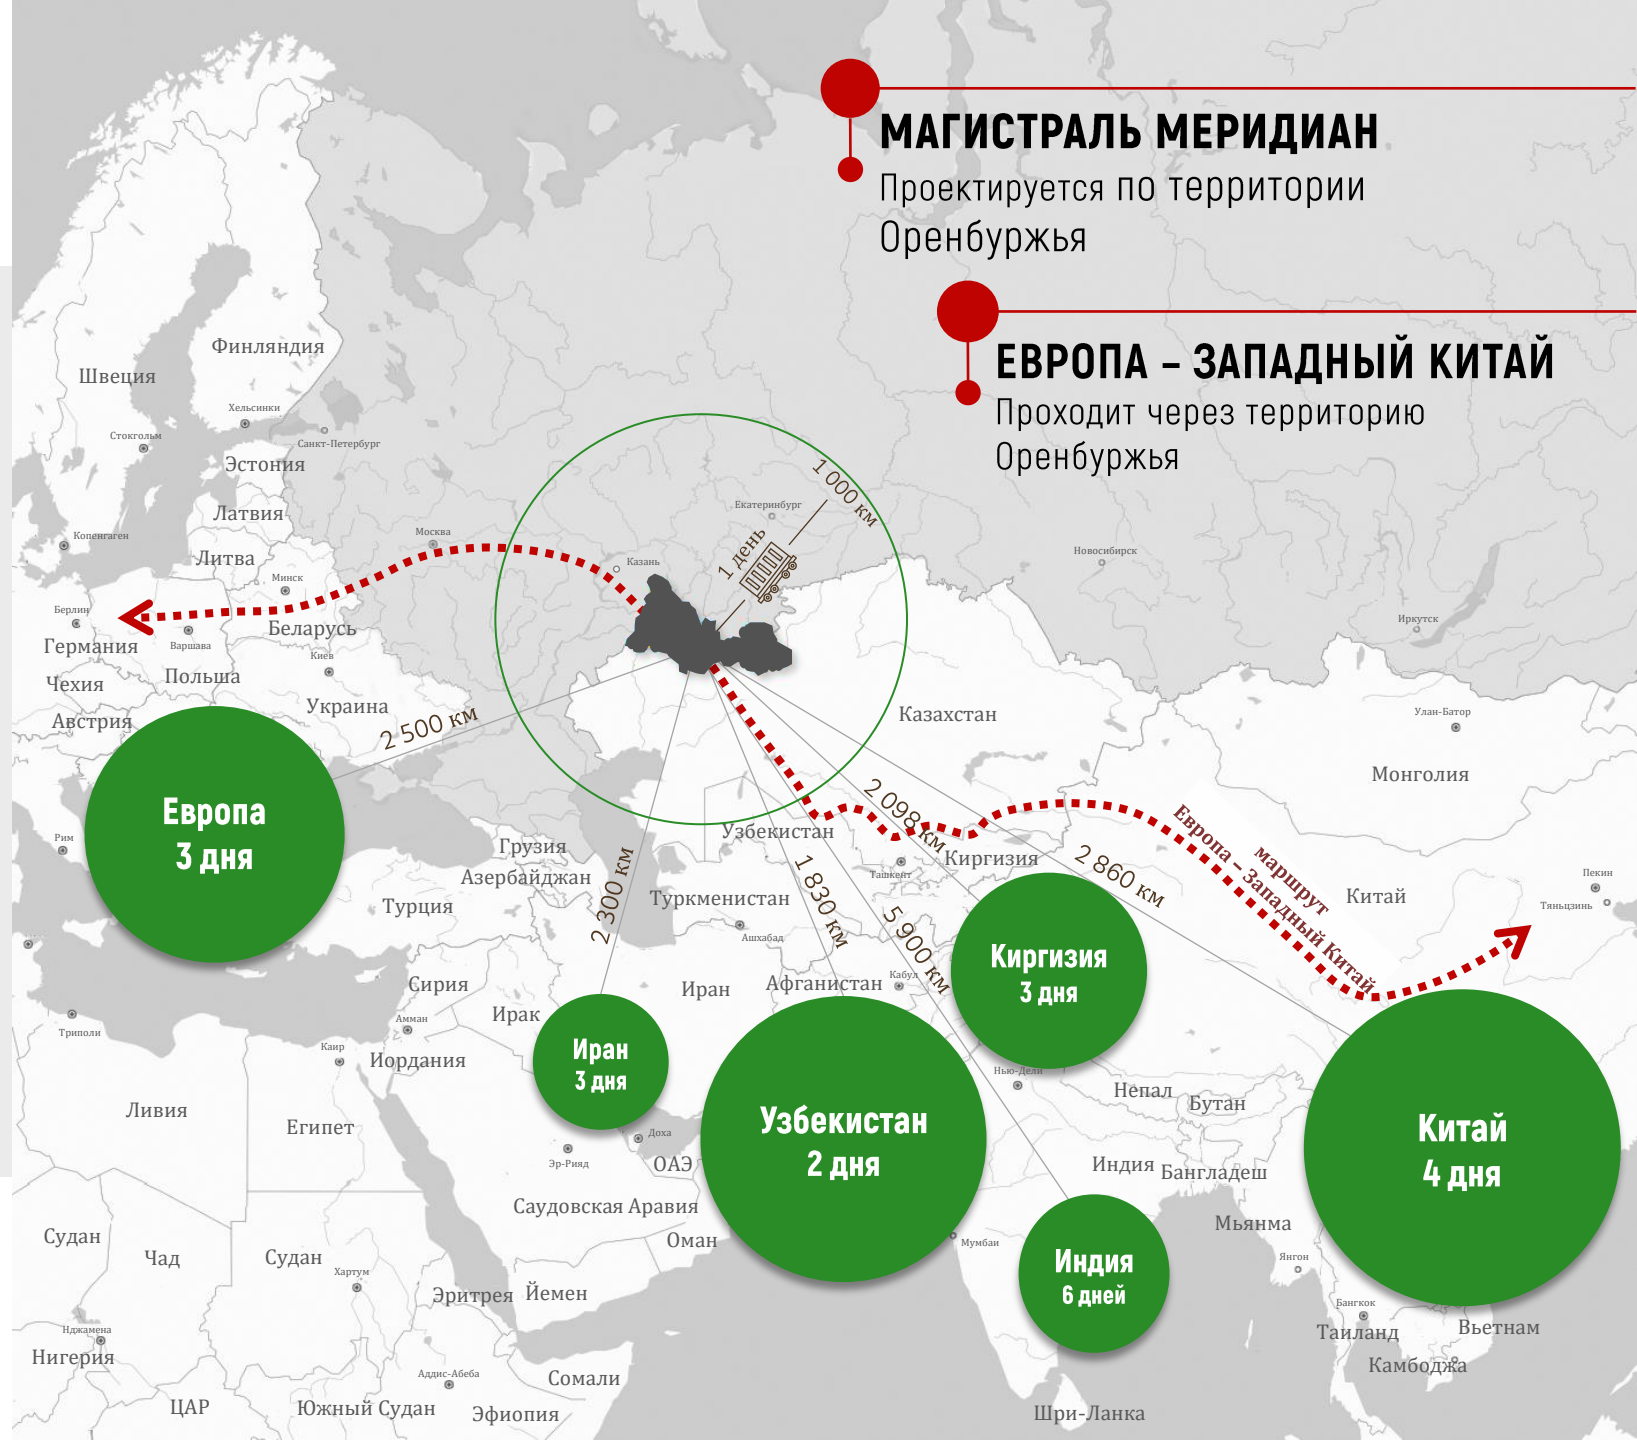 МАГИСТРАЛЬ МЕРИДИАН
Проектируется по территории
Оренбуржья
ЕВРОПА – ЗАПАДНЫЙ КИТАЙ
Проходит через территорию
Оренбуржья
Финляндия
Швеция
Хельсинки
Стокгольм
Санкт-Петербург
Эстония
Латвия
Копенгаген
Литва
Минск
Москва
Казань
Екатеринбург
1 000 км
1 день
Новосибирск
Иркутск
Берлин
Германия
Варшава
Беларусь
Киев
Чехия
Польша
Украина
Австрия
2 500 км
Казахстан
Улан-Батор
Монголия
Европа
3 дня
Рим
Грузия
Азербайджан
Турция
2 300 км
Узбекистан
Туркменистан
Ашхабад
1 830 км
2 098 км
Ташкент
Киргизия
5 900 км
2 860 км
маршрут
Европа – Западный Китай
Китай
Пекин
Тяньцзинь
Сирия
Ирак
Иран
Афганистан
Кабул
Киргизия
3 дня
Триполи
Амман
Каир
Иордания
Иран
3 дня
Нью-Дели
Непал
Бутан
Ливия
Египет
Доха
Эр-Рияд
ОАЭ
Узбекистан
2 дня
Индия
Бангладеш
Китай
4 дня
Саудовская Аравия
Оман
Мумбаи
Мьянма
Янгон
Судан
Чад
Судан
Хартум
Эритрея
Йемен
Индия
6 дней
Бангкок
Таиланд
Вьетнам
Камбоджа
Нджамена
Нигерия
Аддис-Абеба
Сомали
ЦАР
Южный Судан
Эфиопия
Шри-Ланка